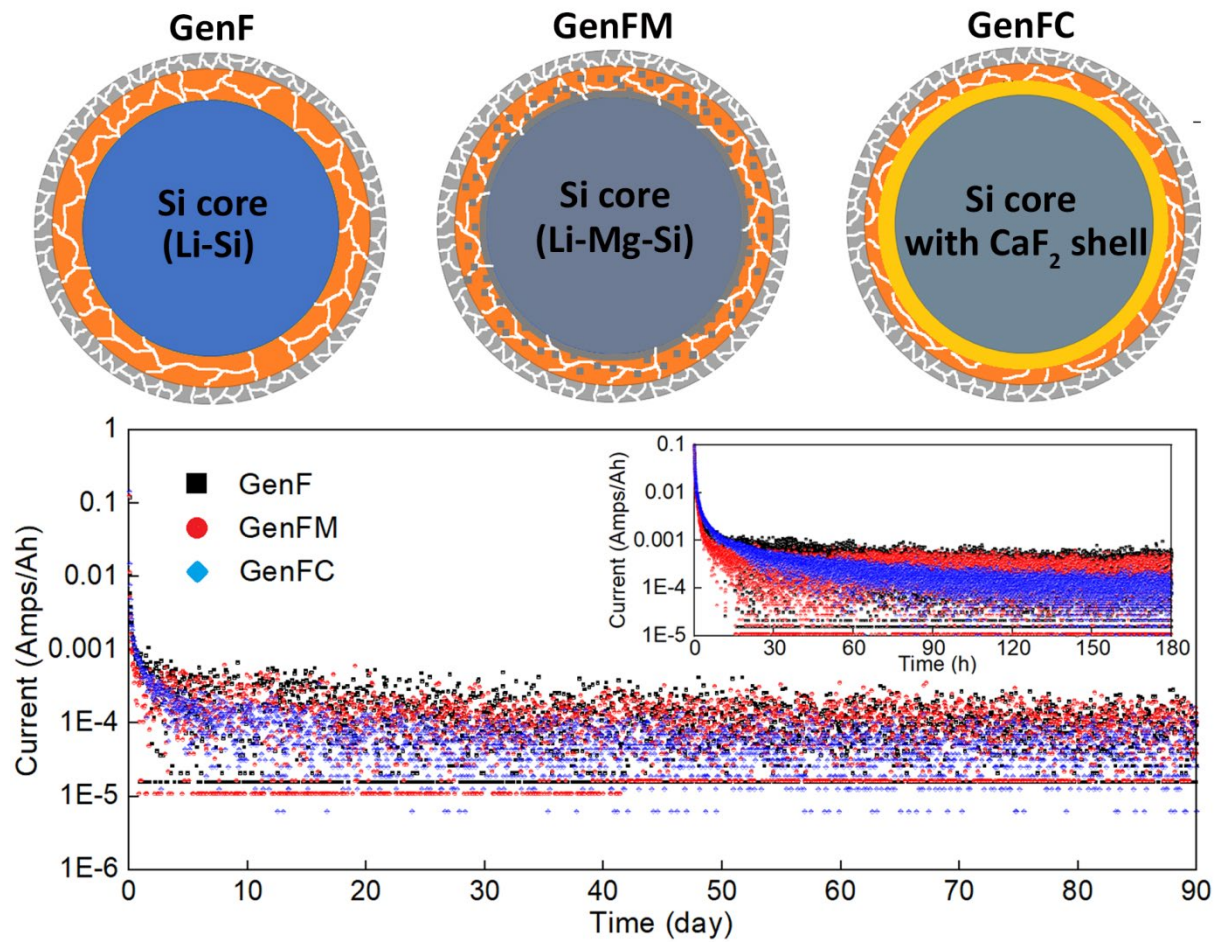 GenF
GenFM
GenFC
Si core
(Li-Si)
Si core
(Li-Mg-Si)
Si core
with CaF₂ shell
1
0.1
0.01
0.001
1E-4
1E-5
1E-6
Current (Amps/Ah)
GenF
GenFM
GenFC
0.1
0.01
0.001
1E-4
1E-5
Current (Amps/Ah)
0 30 60 90 120 150 180
Time (h)
0 10 20 30 40 50 60 70 80 90
Time (day)